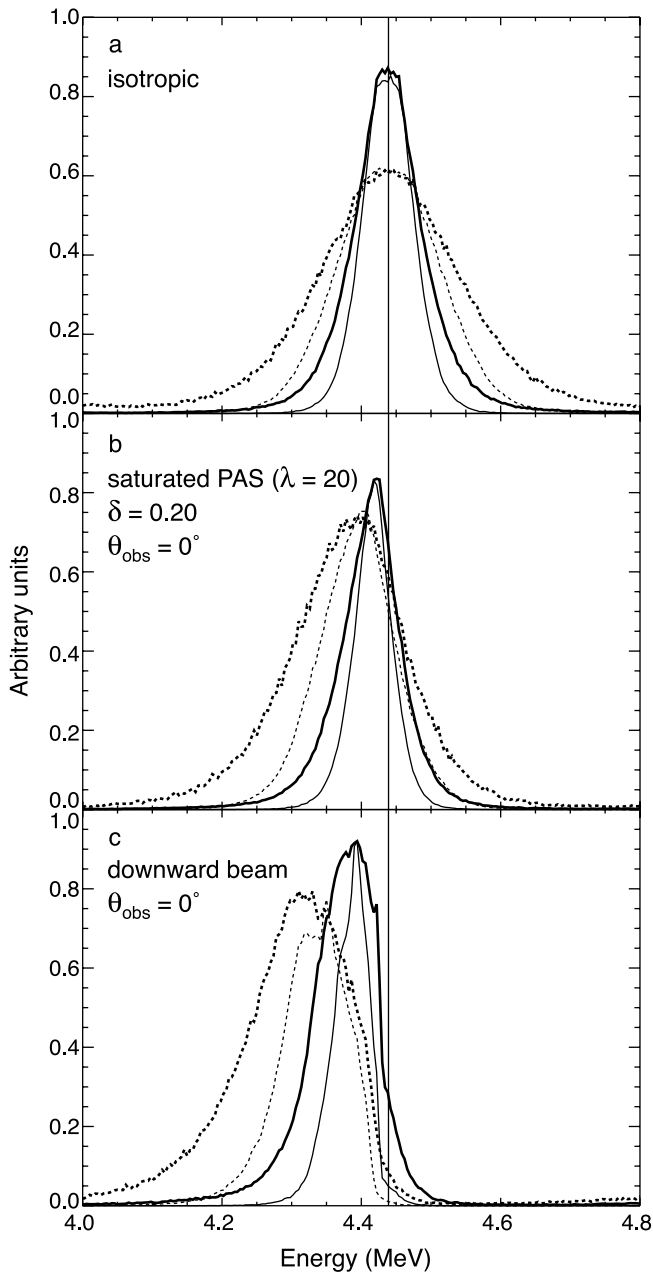 1.0
a
isotropic
0.8
0.6
0.4
0.2
0.0
1.0
b
saturated PAS (λ = 20)
δ = 0.20
θobs = 0°
0.8
0.6
0.4
0.2
0.0
Arbitrary units
1.0
c
downward beam
θobs = 0°
0.8
0.6
0.4
0.2
0.0
4.0 4.2 4.4 4.6 4.8
Energy (MeV)